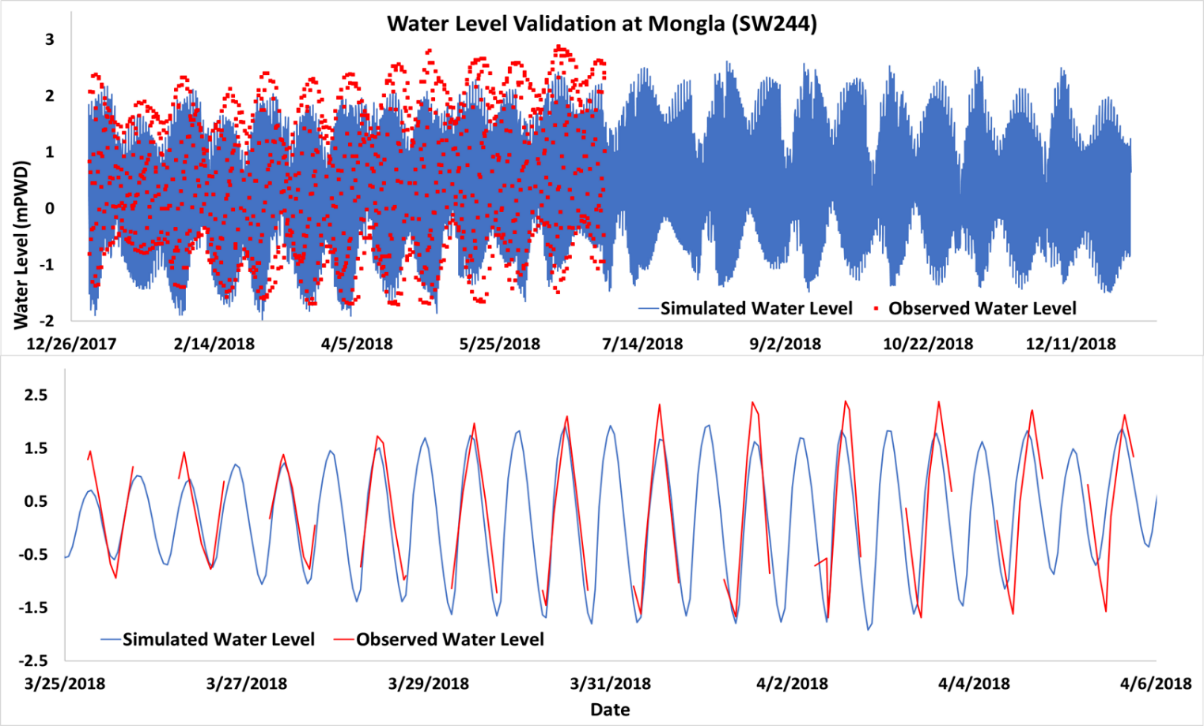 Water Level Validation at Mongla (SW244)
Water Level (mPWD)
3
2
1
0
-1
-2
Simulated Water Level Observed Water Level
12/26/2017 2/14/2018 4/5/2018 5/25/2018 7/14/2018 9/2/2018 10/22/2018 12/11/2018
2.5
1.5
0.5
-0.5
-1.5
-2.5
Simulated Water Level Observed Water Level
3/25/2018 3/27/2018 3/29/2018 3/31/2018 4/2/2018 4/4/2018 4/6/2018
Date